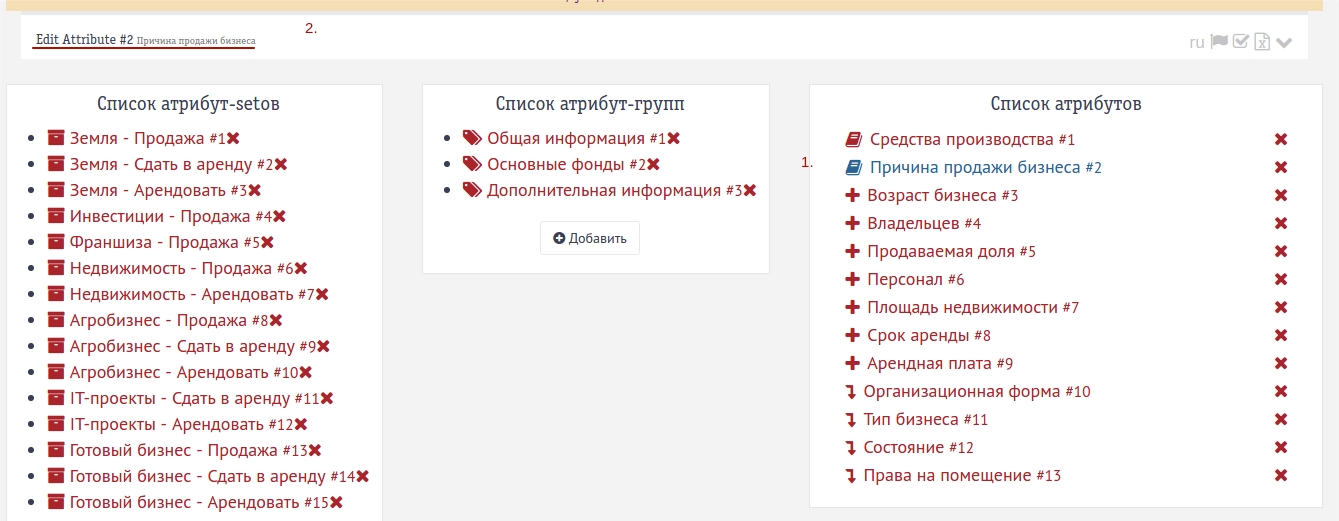 2.
Edit Attribute #2 Причина продажи бизнеса
ru
Список атрибут-setов
Земля - Продажа #1
Земля - Сдать в аренду #2
Земля - Арендовать #3
Инвестиции - Продажа #4
Франшиза - Продажа #5
Недвижимость - Продажа #6
Недвижимость - Арендовать #7
Агробизнес - Продажа #8
Агробизнес - Сдать в аренду #9
Агробизнес - Арендовать #10
IT-проекты - Сдать в аренду #11
IT-проекты - Арендовать #12
Готовый бизнес - Продажа #13
Готовый бизнес - Сдать в аренду #14
Готовый бизнес - Арендовать #15
Список атрибут-групп
Общая информация #1
Основные фонды #2
Дополнительная информация #3
Добавить
Список атрибутов
Средства производства #1
1.
Причина продажи бизнеса #2
Возраст бизнеса #3
Владельцев #4
Продаваемая доля #5
Персонал #6
Площадь недвижимости #7
Срок аренды #8
Арендная плата #9
Организационная форма #10
Тип бизнеса #11
Состояние #12
Права на помещение #13